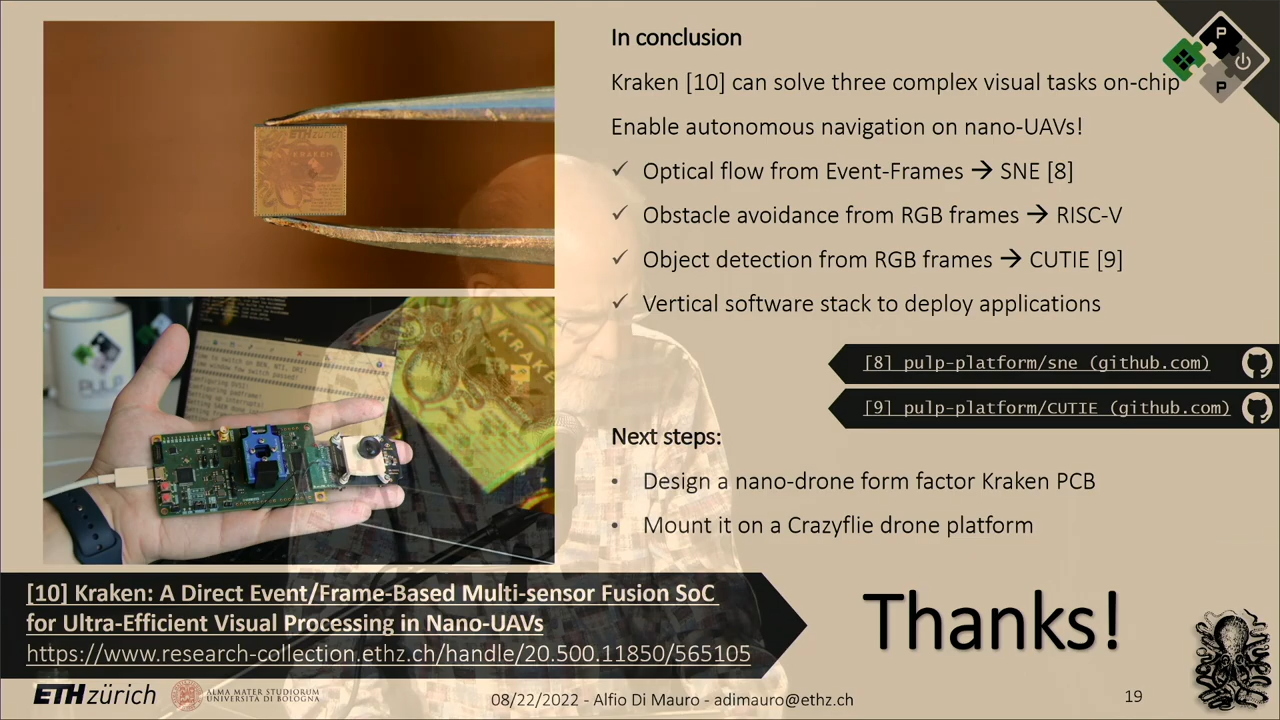 In conclusion
Kraken [10] can solve three complex visual tasks on-chip
Enable autonomous navigation on nano-UAVs!
✓ Optical flow from Event-Frames → SNE [8]
✓ Obstacle avoidance from RGB frames → RISC-V
✓ Object detection from RGB frames → CUTIE [9]
✓ Vertical software stack to deploy applications
[8] pulp-platform/sne (github.com)
[9] pulp-platform/CUTIE (github.com)
Next steps:
• Design a nano-drone form factor Kraken PCB
• Mount it on a Crazyflie drone platform
[10] Kraken: A Direct Event/Frame-Based Multi-sensor Fusion SoC
for Ultra-Efficient Visual Processing in Nano-UAVs
https://www.research-collection.ethz.ch/handle/20.500.11850/565105
Thanks!
ETH zürich
ALMA MATER STUDIORUM
UNIVERSITÀ DI BOLOGNA
08/22/2022 - Alfio Di Mauro - adimauro@ethz.ch
19
P
P
ETH zürich
KRAKEN
PULP
KRAKEN